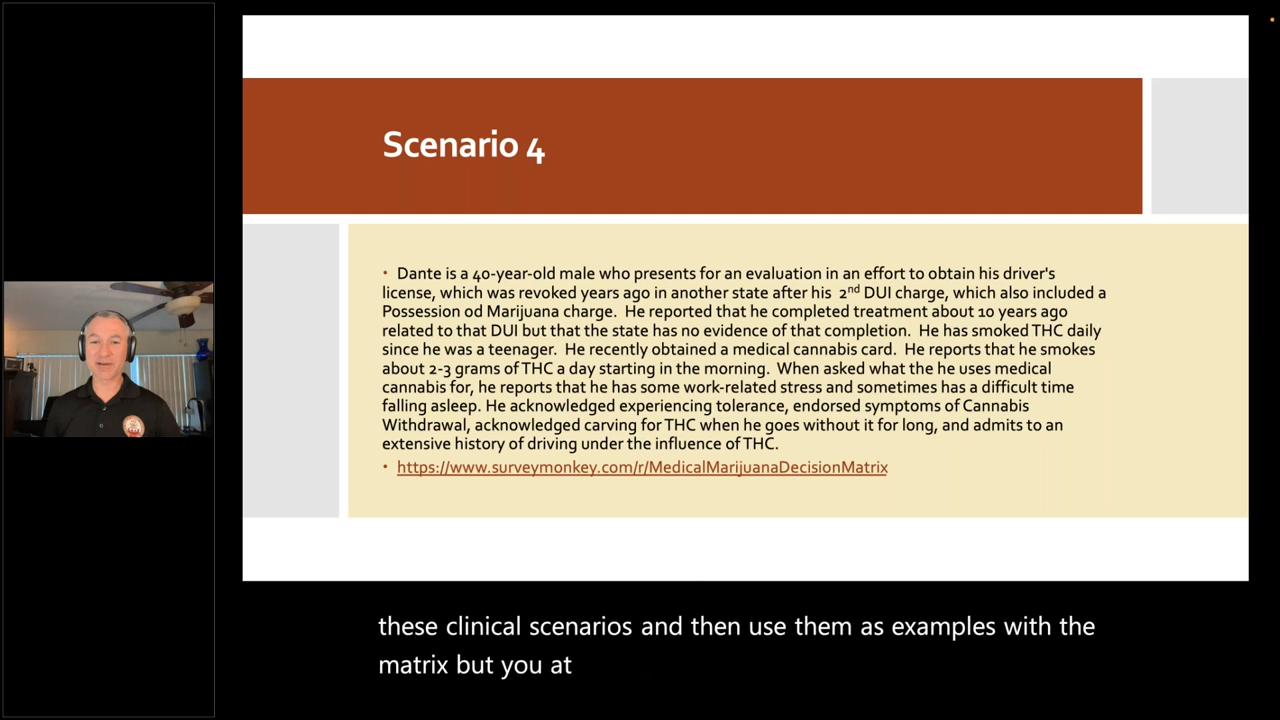 Scenario 4
• Dante is a 40-year-old male who presents for an evaluation in an effort to obtain his driver's
license, which was revoked years ago in another state after his 2nd DUI charge, which also included a
Possession od Marijuana charge. He reported that he completed treatment about 10 years ago
related to that DUI but that the state has no evidence of that completion. He has smoked THC daily
since he was a teenager. He recently obtained a medical cannabis card. He reports that he smokes
about 2-3 grams of THC a day starting in the morning. When asked what the he uses medical
cannabis for, he reports that he has some work-related stress and sometimes has a difficult time
falling asleep. He acknowledged experiencing tolerance, endorsed symptoms of Cannabis
Withdrawal, acknowledged carving for THC when he goes without it for long, and admits to an
extensive history of driving under the influence of THC.
• https://www.surveymonkey.com/r/MedicalMarijuanaDecisionMatrix
these clinical scenarios and then use them as examples with the
matrix but you at